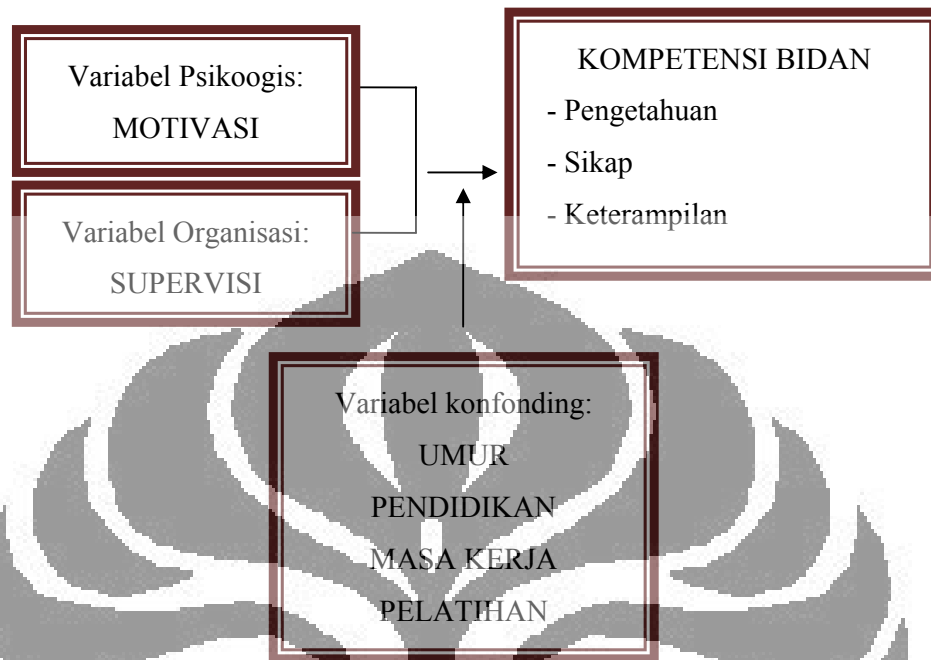 Variabel Psikoogis:
MOTIVASI
Variabel Organisasi:
SUPERVISI
KOMPETENSI BIDAN
- Pengetahuan
- Sikap
- Keterampilan
Variabel konfonding:
UMUR
PENDIDIKAN
MASA KERJA
PELATIHAN